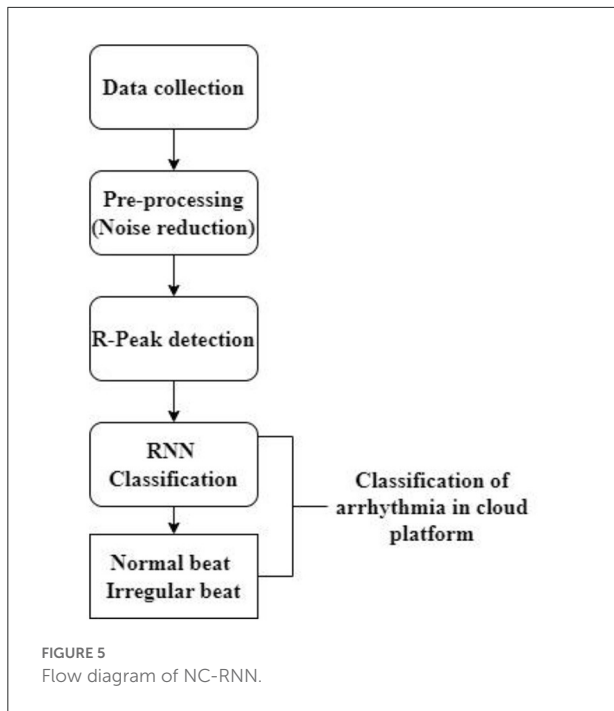 Data collection
Pre-processing
(Noise reduction)
R-Peak detection
RNN
Classification
Classification of
arrhythmia in cloud
platform
Normal beat
Irregular beat
FIGURE 5
Flow diagram of NC-RNN.